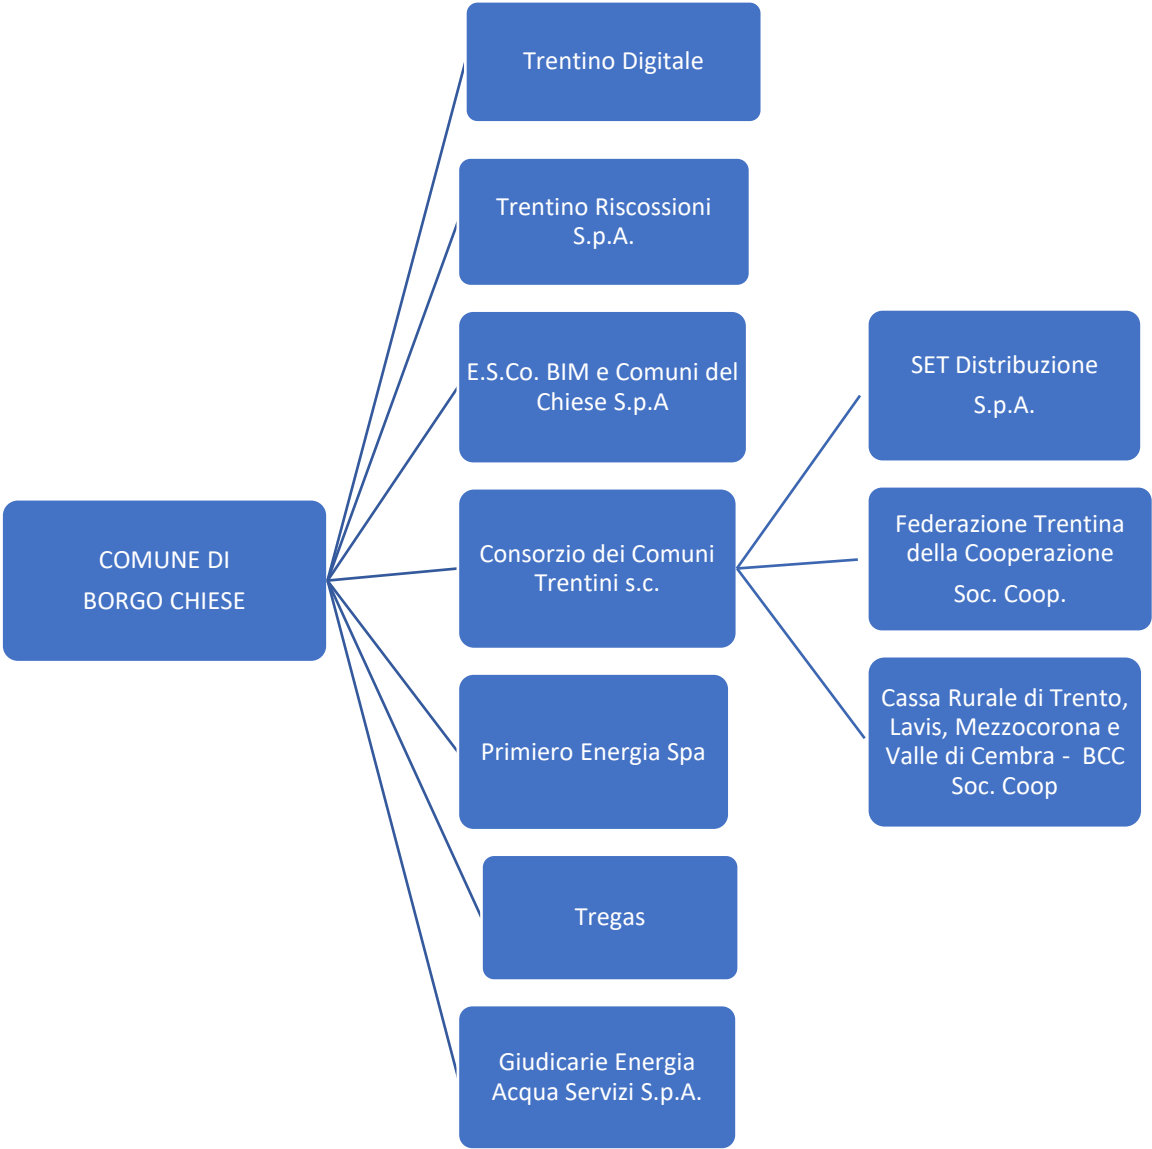 Trentino Digitale
Trentino Riscossioni
S.p.A.
E.S.Co. BIM e Comuni del
Chiese S.p.A
SET Distribuzione
S.p.A.
COMUNE DI
BORGO CHIESE
Consorzio dei Comuni
Trentini s.c.
Federazione Trentina
della Cooperazione
Soc. Coop.
Cassa Rurale di Trento,
Lavis, Mezzocorona e
Valle di Cembra - BCC
Soc. Coop
Primiero Energia Spa
Tregas
Giudicarie Energia
Acqua Servizi S.p.A.